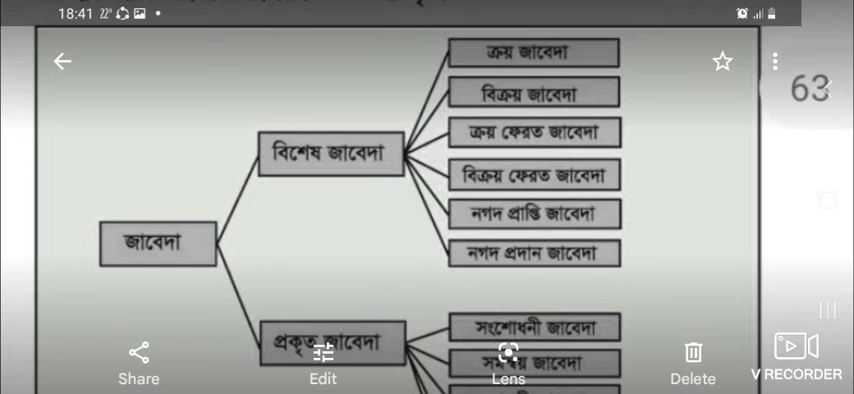 18:41 22°
ক্রয় জাবেদা
63
বিক্রয় জাবেদা
ক্রয় ফেরত জাবেদা
বিশেষ জাবেদা
বিক্রয় ফেরত জাবেদা
নগদ প্রাপ্তি জাবেদা
জাবেদা
নগদ প্রদান জাবেদা
সংশোধনী জাবেদা
প্রকৃত জাবেদা
জাবেদা
Share
Edit
Lens
Delete
V RECORDER